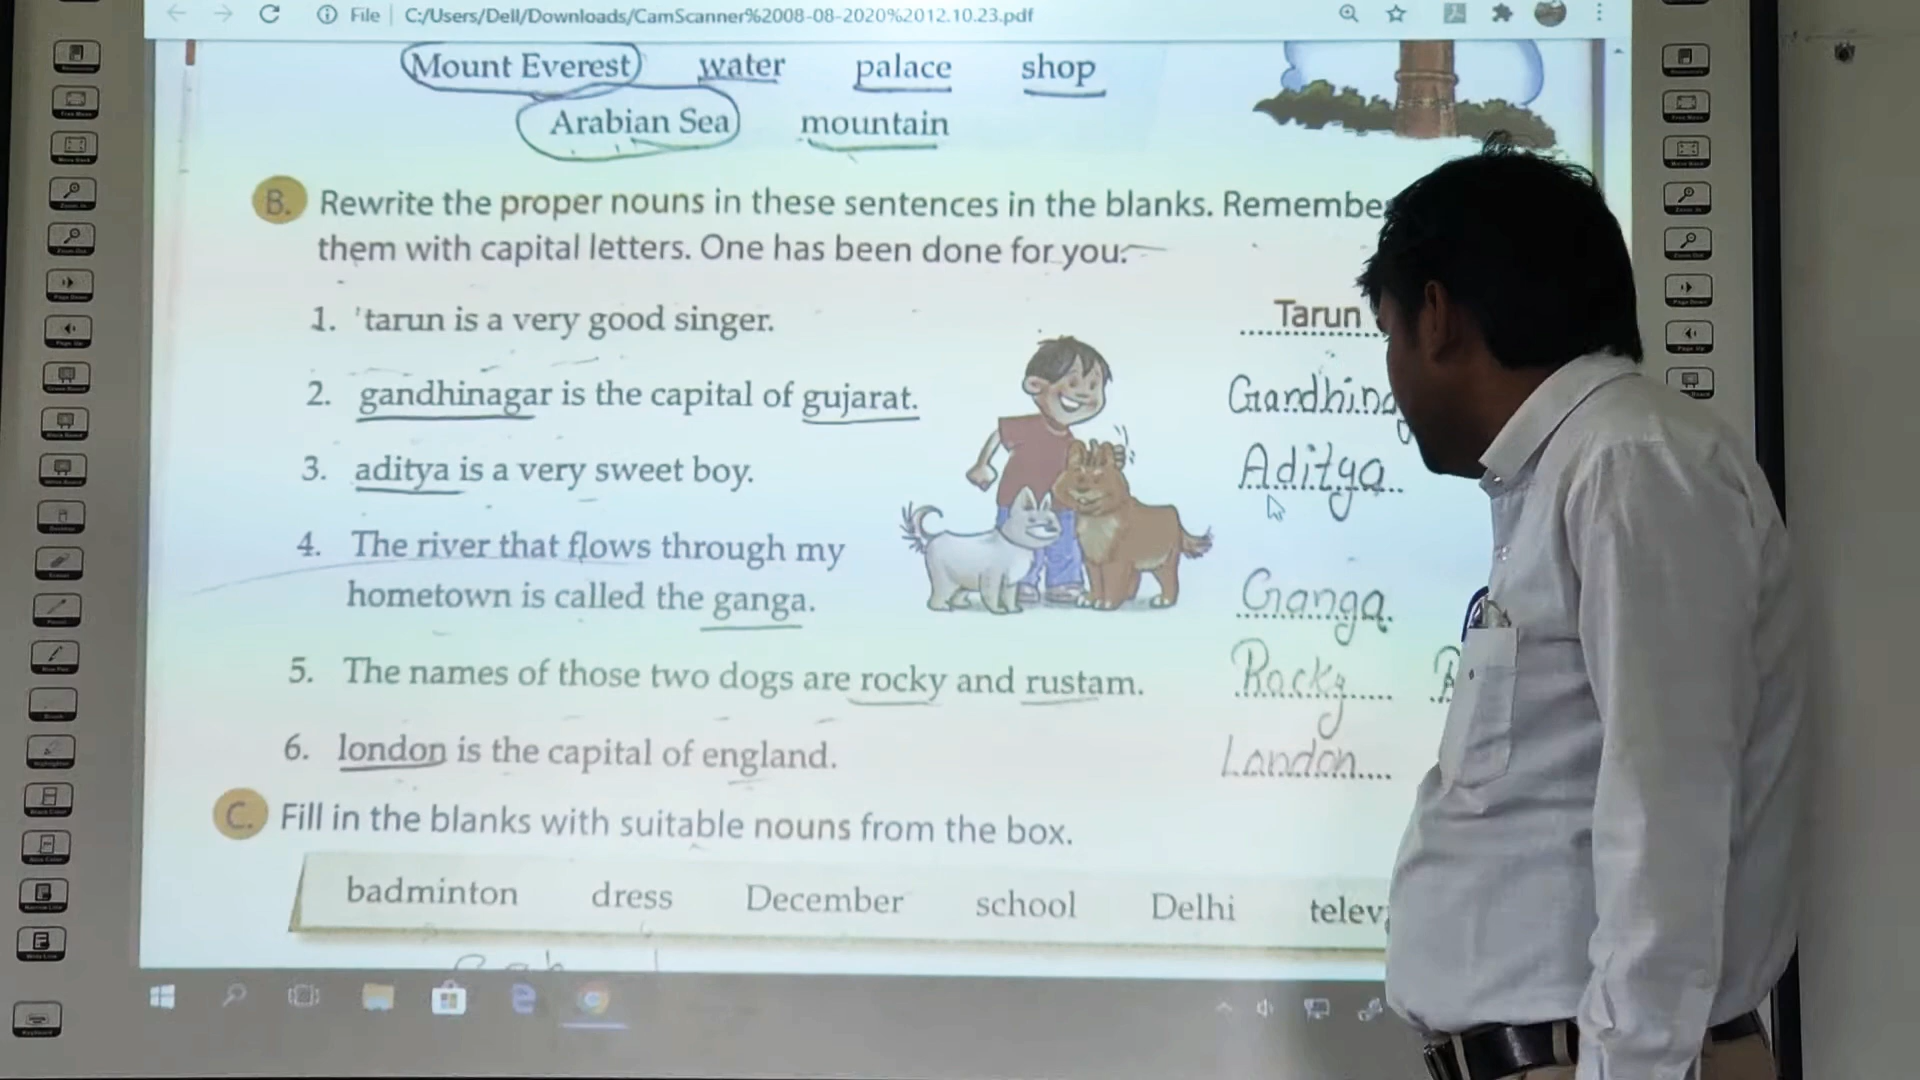 File C:/Users/Dell/Downloads/CamScanner%2008-08-2020%2012.10.23.pdf
Mount Everest water palace shop
Arabian Sea mountain
B. Rewrite the proper nouns in these sentences in the blanks. Remembe
them with capital letters. One has been done for you.
1. 'tarun is a very good singer. Tarun
2. gandhinagar is the capital of gujarat. Gandhinag
3. aditya is a very sweet boy. Aditya
4. The river that flows through my
hometown is called the ganga. Ganga
5. The names of those two dogs are rocky and rustam. Rocky R
6. london is the capital of england. London
C. Fill in the blanks with suitable nouns from the box.
badminton dress December school Delhi telev